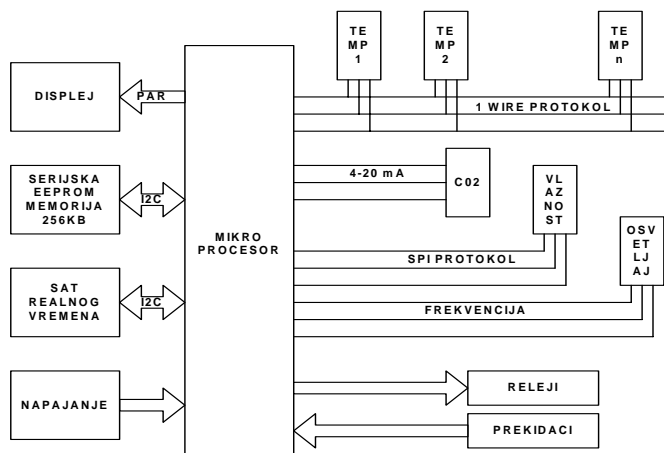 TE
MP
1
TE
MP
2
TE
MP
n
DISPLEJ
PAR
1 WIRE PROTOKOL
SERIJSKA
EEPROM
MEMORIJA
256KB
I2C
4-20 mA
C02
VL
AZ
NO
ST
MIKRO
PROCESOR
SPI PROTOKOL
OS
V
ET
LJ
AJ
SAT
REALNOG
VREMENA
I2C
FREKVENCIJA
NAPAJANJE
RELEJI
PREKIDACI